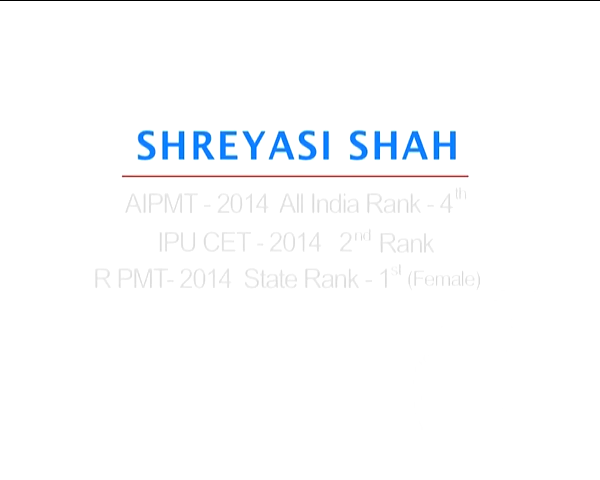 SHREYASI SHAH
AIPMT - 2014 All India Rank - 4th
IPU CET - 2014 2nd Rank
R PMT- 2014 State Rank - 1st (Female)